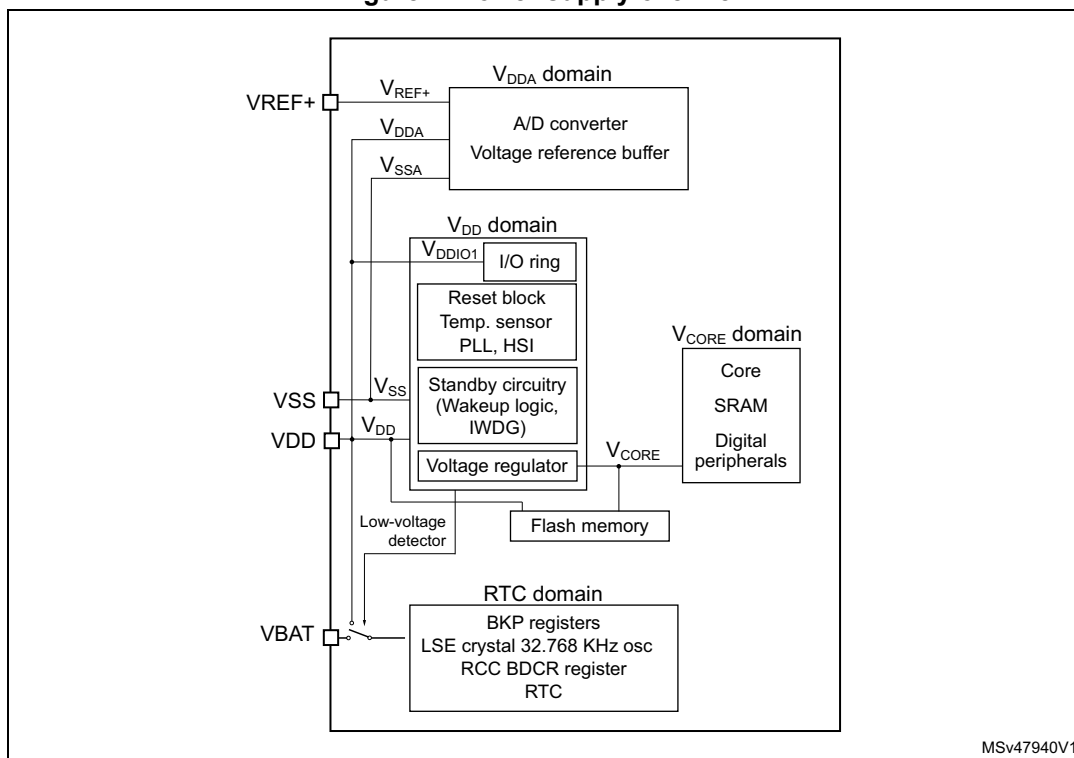 VDDA domain
VREF+
VREF+
A/D converter
Voltage reference buffer
VDDA
VSSA
VDD domain
VDDIO1
I/O ring
Reset block
Temp. sensor
PLL, HSI
VCORE domain
Core
SRAM
Digital
peripherals
VSS
VSS
Standby circuitry
(Wakeup logic,
IWDG)
VDD
VDD
Voltage regulator
VCORE
Flash memory
Low-voltage
detector
RTC domain
VBAT
BKP registers
LSE crystal 32.768 KHz osc
RCC BDCR register
RTC
MSv47940V1